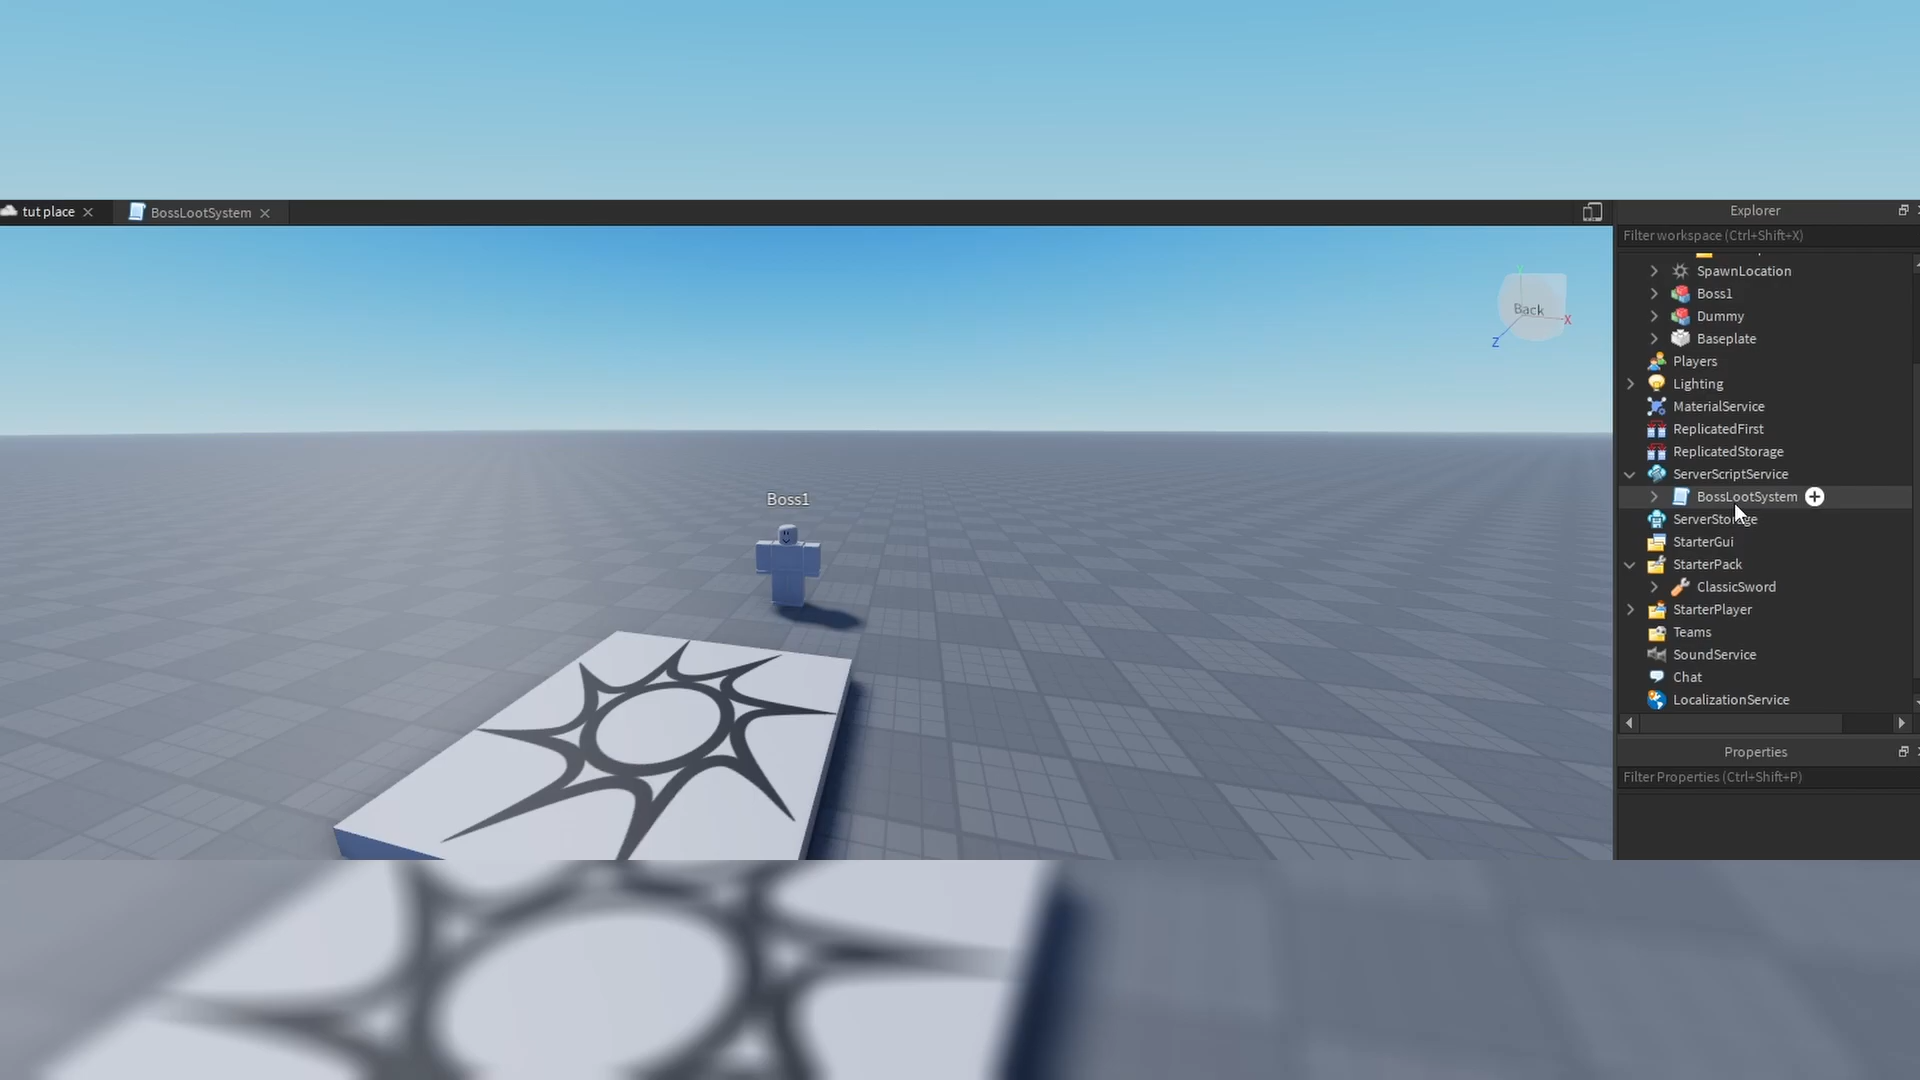 tut place
BossLootSystem
Explorer
Filter workspace (Ctrl+Shift+X)
SpawnLocation
Boss1
Dummy
Baseplate
Players
Lighting
MaterialService
ReplicatedFirst
ReplicatedStorage
ServerScriptService
BossLootSystem
ServerStorage
StarterGui
StarterPack
ClassicSword
StarterPlayer
Teams
SoundService
Chat
LocalizationService
Properties
Filter Properties (Ctrl+Shift+P)
Back
X
Z
Boss1